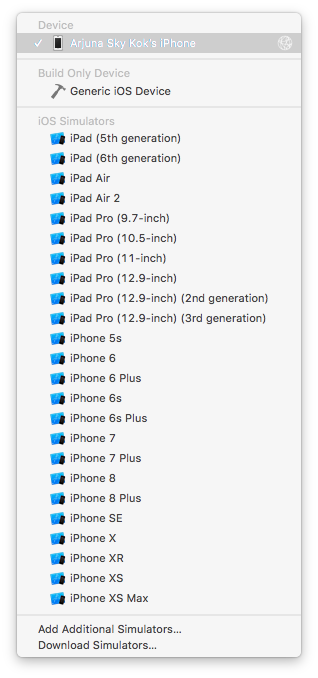 Device
✓ Arjuna Sky Kok's iPhone
Build Only Device
Generic iOS Device
iOS Simulators
iPad (5th generation)
iPad (6th generation)
iPad Air
iPad Air 2
iPad Pro (9.7-inch)
iPad Pro (10.5-inch)
iPad Pro (11-inch)
iPad Pro (12.9-inch)
iPad Pro (12.9-inch) (2nd generation)
iPad Pro (12.9-inch) (3rd generation)
iPhone 5s
iPhone 6
iPhone 6 Plus
iPhone 6s
iPhone 6s Plus
iPhone 7
iPhone 7 Plus
iPhone 8
iPhone 8 Plus
iPhone SE
iPhone X
iPhone XR
iPhone XS
iPhone XS Max
Add Additional Simulators...
Download Simulators...